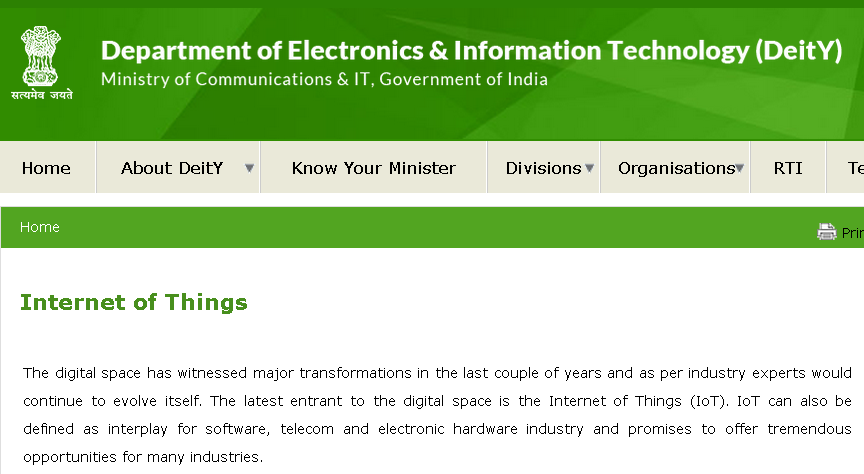 Department of Electronics & Information Technology (DeitY)
Ministry of Communications & IT, Government of India
सत्यमेव जयते
Home About DeitY Know Your Minister Divisions Organisations RTI Te
Home
Prin
Internet of Things
The digital space has witnessed major transformations in the last couple of years and as per industry experts would
continue to evolve itself. The latest entrant to the digital space is the Internet of Things (IoT). IoT can also be
defined as interplay for software, telecom and electronic hardware industry and promises to offer tremendous
opportunities for many industries.